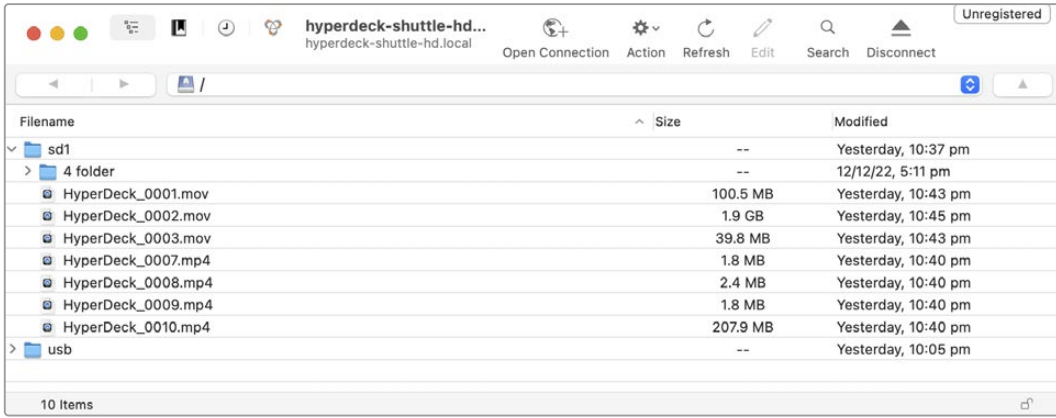 Unregistered
hyperdeck-shuttle-hd...
hyperdeck-shuttle-hd.local
Open Connection Action Refresh Edit Search Disconnect
/
Filename Size Modified
sd1 -- Yesterday, 10:37 pm
4 folder -- 12/12/22, 5:11 pm
HyperDeck_0001.mov 100.5 MB Yesterday, 10:43 pm
HyperDeck_0002.mov 1.9 GB Yesterday, 10:45 pm
HyperDeck_0003.mov 39.8 MB Yesterday, 10:43 pm
HyperDeck_0007.mp4 1.8 MB Yesterday, 10:40 pm
HyperDeck_0008.mp4 2.4 MB Yesterday, 10:40 pm
HyperDeck_0009.mp4 1.8 MB Yesterday, 10:40 pm
HyperDeck_0010.mp4 207.9 MB Yesterday, 10:40 pm
usb -- Yesterday, 10:05 pm
10 Items